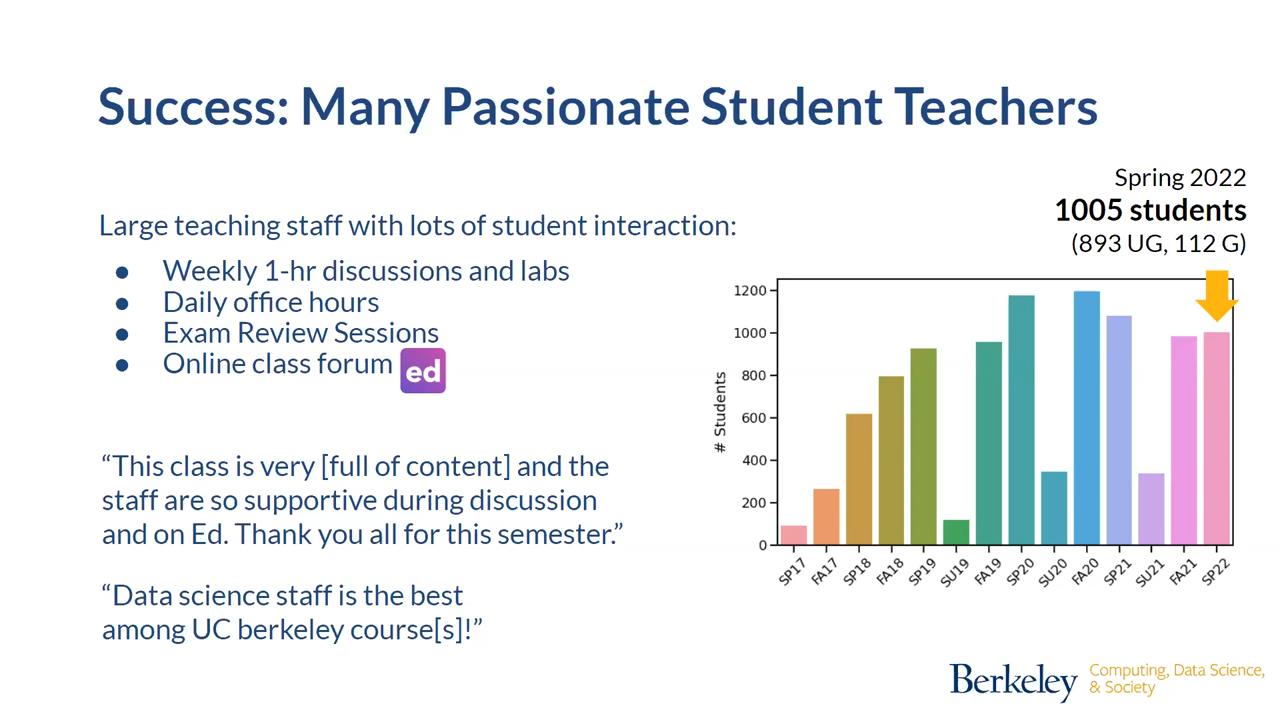 Success: Many Passionate Student Teachers
Large teaching staff with lots of student interaction:
● Weekly 1-hr discussions and labs
● Daily office hours
● Exam Review Sessions
● Online class forum ed
“This class is very [full of content] and the
staff are so supportive during discussion
and on Ed. Thank you all for this semester.”
“Data science staff is the best
among UC berkeley course[s]!”
Spring 2022
1005 students
(893 UG, 112 G)
# Students
1200
1000
800
600
400
200
0
SP17 FA17 SP18 FA18 SP19 SU19 FA19 SP20 SU20 FA20 SP21 SU21 FA21 SP22
Berkeley
Computing, Data Science,
& Society